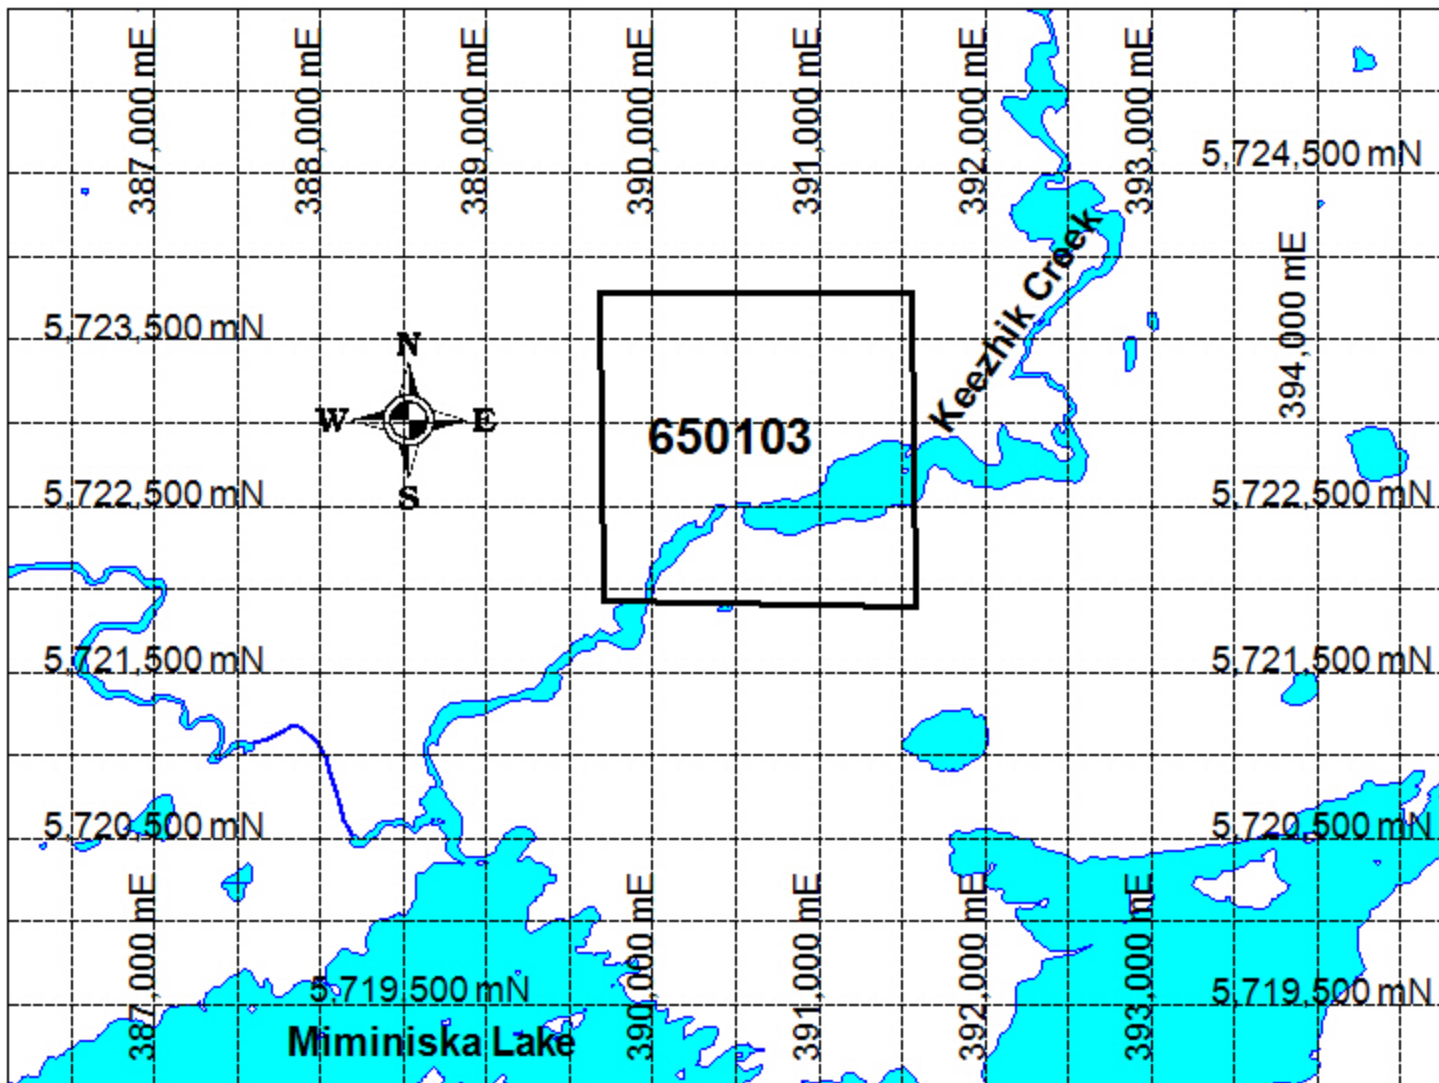 387,000 mE
388,000 mE
389,000 mE
390,000 mE
391,000 mE
392,000 mE
393,000 mE
5,724,500 mN
Keezhik Creek
394,000 mE
5,723,500 mN
N
W
E
S
650103
5,722,500 mN
5,722,500 mN
5,721,500 mN
5,721,500 mN
5,720,500 mN
5,720,500 mN
387,000 mE
390,000 mE
391,000 mE
392,000 mE
393,000 mE
5,719,500 mN
5,719,500 mN
Miminiska Lake